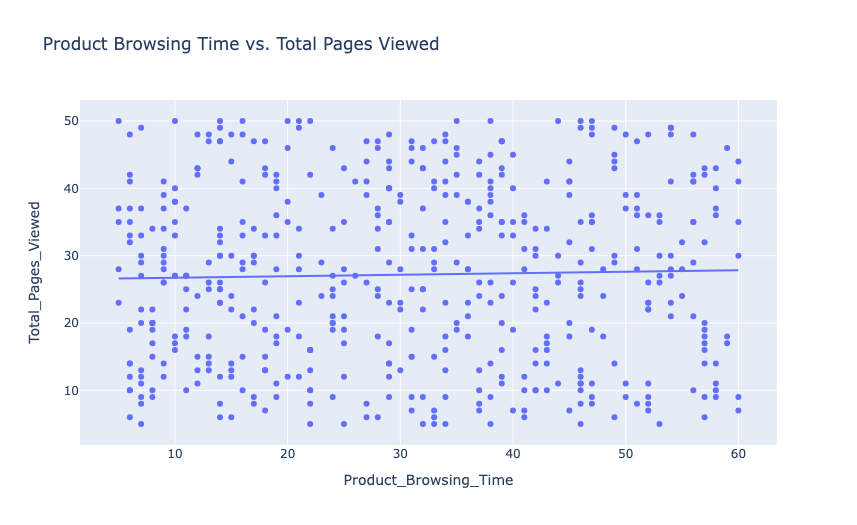 Product Browsing Time vs. Total Pages Viewed
50
40
30
20
10
Total_Pages_Viewed
10 20 30 40 50 60
Product_Browsing_Time